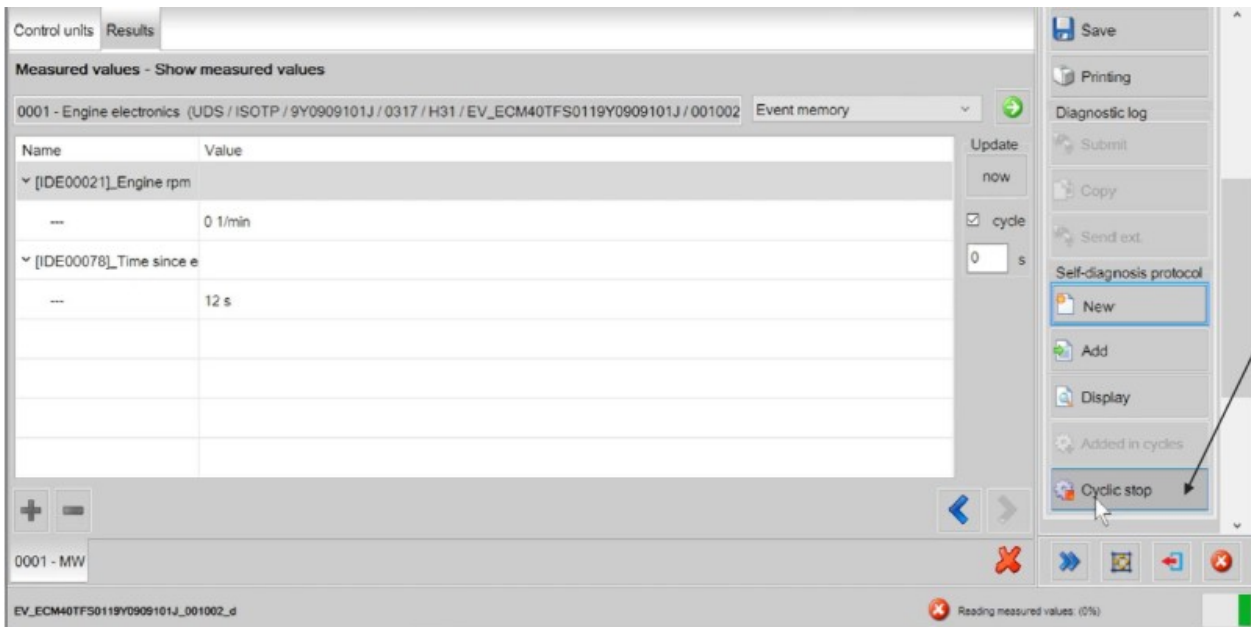 Control units Results
Measured values - Show measured values
0001 - Engine electronics (UDS / ISOTP / 9Y0909101J / 0317 / H31 / EV_ECM40TFS0119Y0909101J / 001002 Event memory
Name Value
[IDE00021]_Engine rpm
--- 0 1/min
[IDE00078]_Time since e
--- 12 s
Update
now
cycle
0 s
0001 - MW
EV_ECM40TFS0119Y0909101J_001002_d
Reading measured values: (0%)
Save
Printing
Diagnostic log
Submit
Copy
Send ext.
Self-diagnosis protocol
New
Add
Display
Added in cycles
Cyclic stop